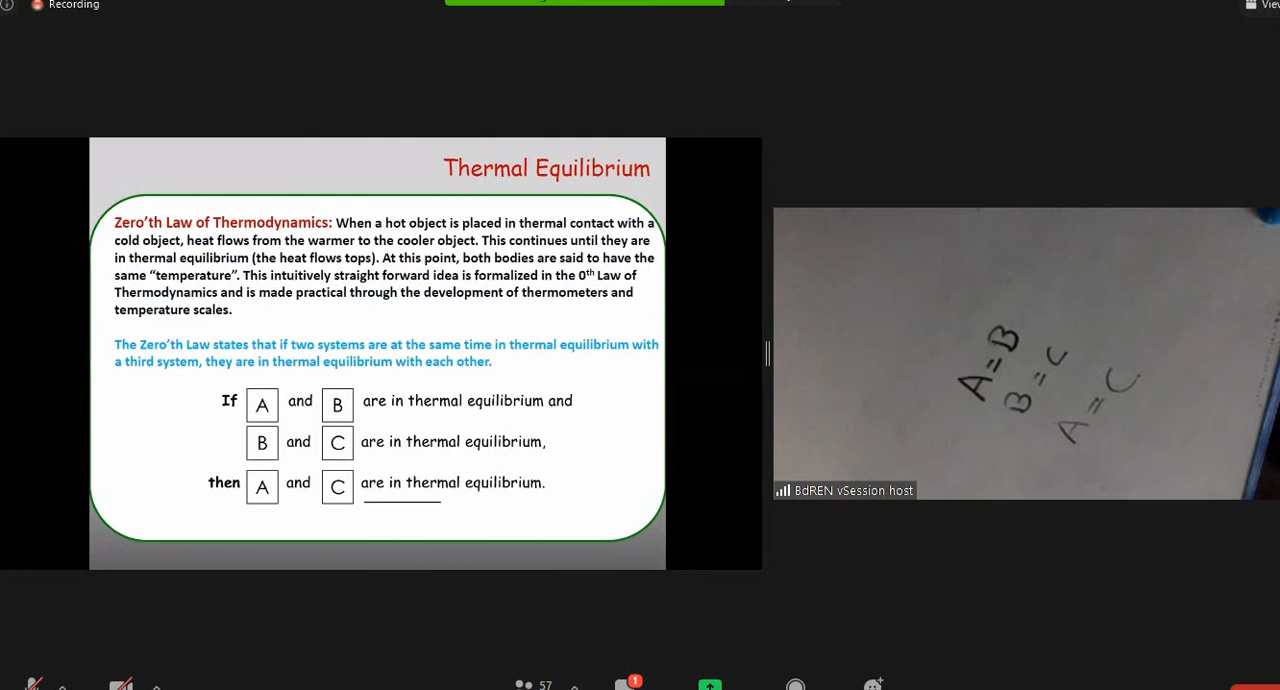 Recording
View
Thermal Equilibrium
Zero’th Law of Thermodynamics: When a hot object is placed in thermal contact with a
cold object, heat flows from the warmer to the cooler object. This continues until they are
in thermal equilibrium (the heat flows tops). At this point, both bodies are said to have the
same “temperature”. This intuitively straight forward idea is formalized in the 0th Law of
Thermodynamics and is made practical through the development of thermometers and
temperature scales.
The Zero’th Law states that if two systems are at the same time in thermal equilibrium with
a third system, they are in thermal equilibrium with each other.
If A and B are in thermal equilibrium and
B and C are in thermal equilibrium,
then A and C are in thermal equilibrium.
A = B
B = C
A = C
BdREN vSession host
57
1